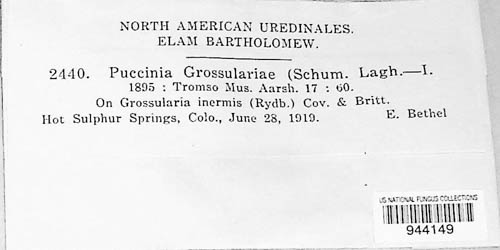 NORTH AMERICAN UREDINALES.
ELAM BARTHOLOMEW.
2440. Puccinia Grossulariae (Schum. Lagh.—I.
1895 : Tromso Mus. Aarsh. 17 : 60.
On Grossularia inermis (Rydb.) Cov. & Britt.
Hot Sulphur Springs, Colo., June 28, 1919. E. Bethel
US NATIONAL FUNGUS COLLECTIONS
944149